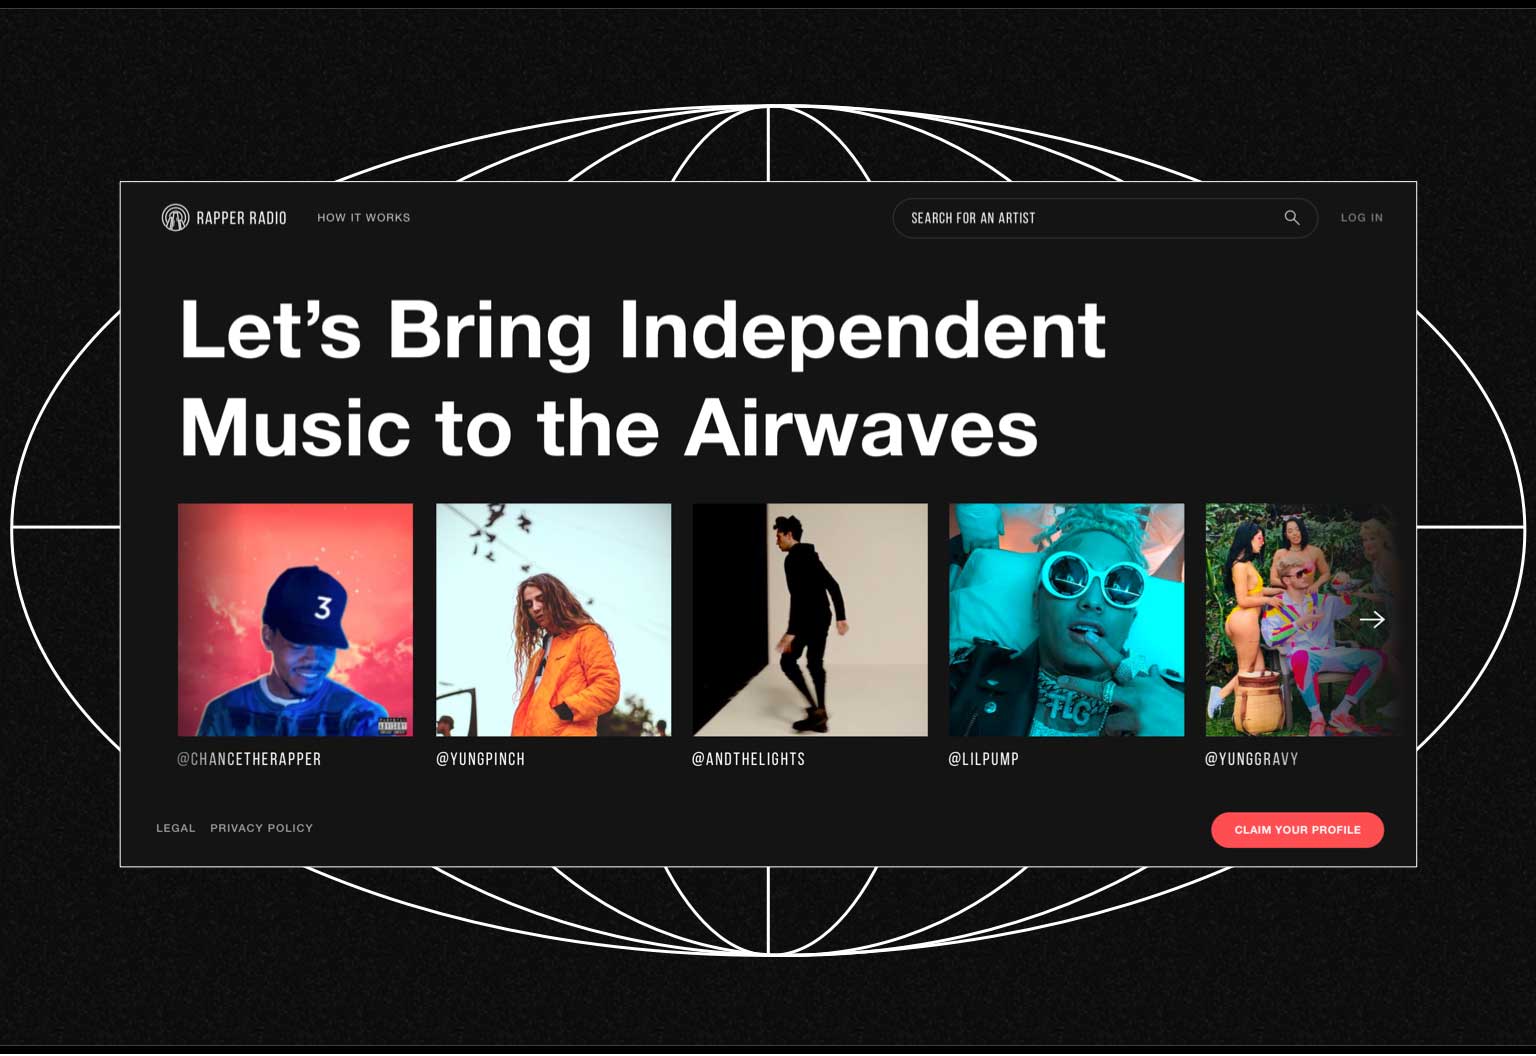 RAPPER RADIO
HOW IT WORKS
SEARCH FOR AN ARTIST
LOG IN
Let’s Bring Independent
Music to the Airwaves
3
TLG
@CHANCETHERAPPER
@YUNGPINCH
@ANDTHELIGHTS
@LILPUMP
@YUNGGRAVY
LEGAL
PRIVACY POLICY
CLAIM YOUR PROFILE